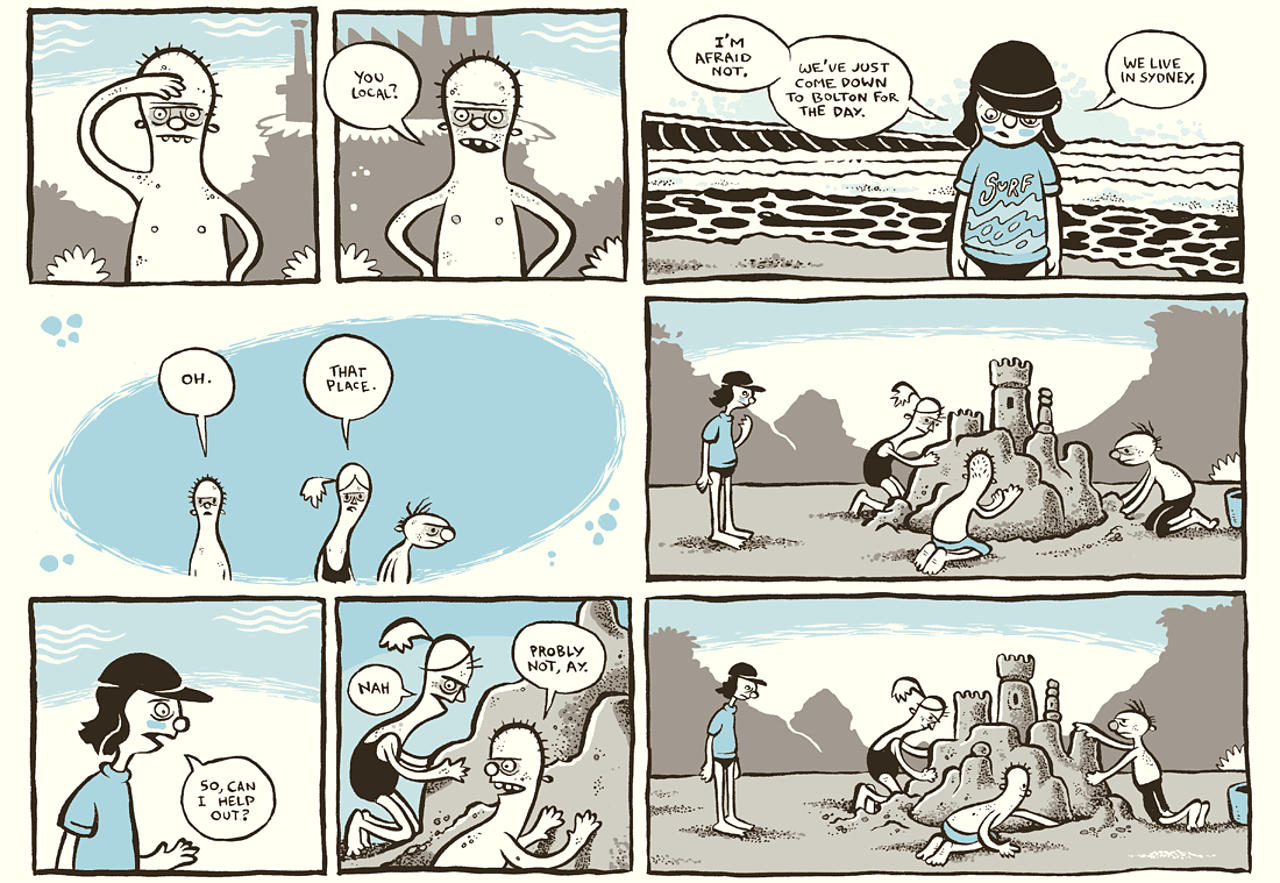 YOU
LOCAL?
I'M
AFRAID
NOT.
WE'VE JUST
COME DOWN
TO BOLTON FOR
THE DAY.
WE LIVE
IN SYDNEY.
SURF
OH.
THAT
PLACE.
SO, CAN
I HELP
OUT?
NAH
PROBLY
NOT, AY.